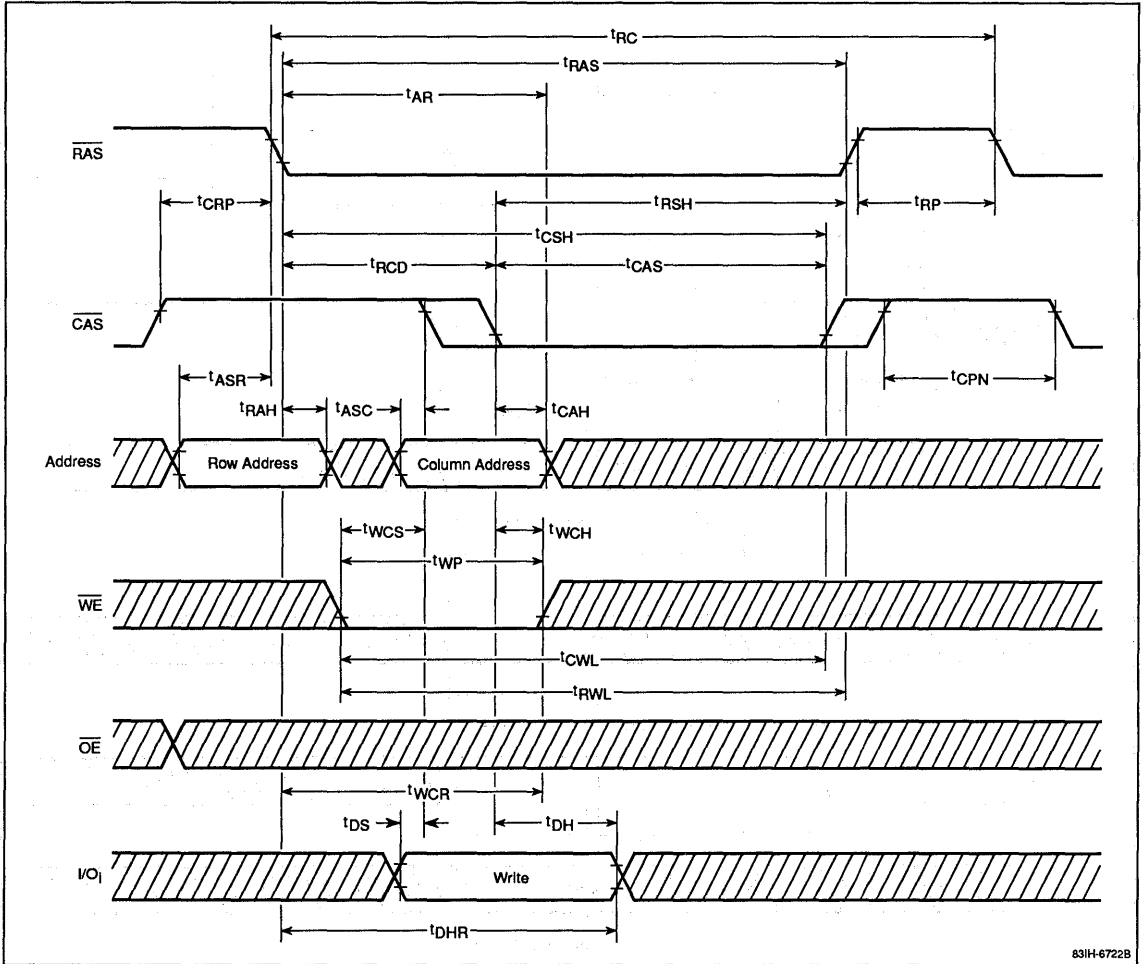 tRC
tRAS
tAR
RAS
tCRP
tRSH
tRP
tCSH
tRCD
tCAS
CAS
tASR
tCPN
tRAH
tASC
tCAH
Address
Row Address
Column Address
tWCS
tWCH
tWP
WE
tCWL
tRWL
OE
tWCR
tDS
tDH
I/Oi
Write
tDHR
83IH-6722B